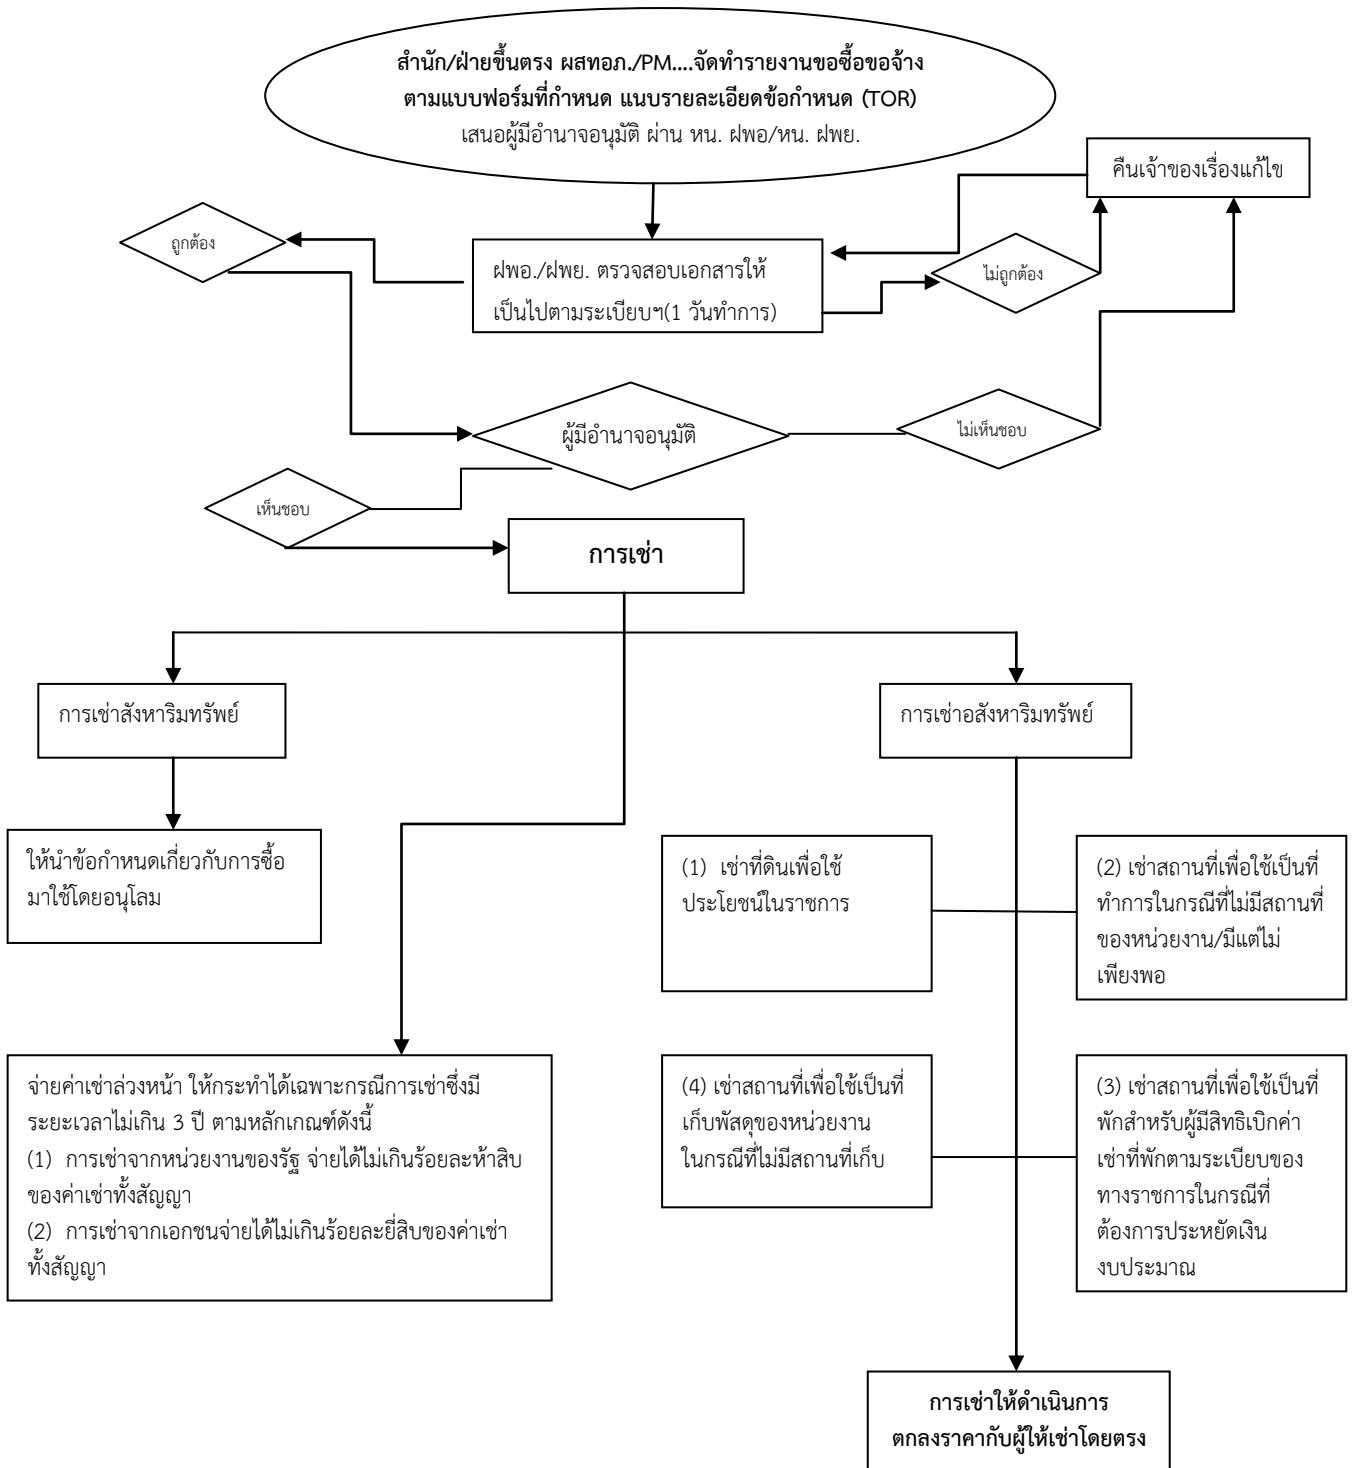 สำนัก/ฝ่ายขึ้นตรง ผสทอภ./PM....จัดทำรายงานขอซื้อขอจ้าง
ตามแบบฟอร์มที่กำหนด แนบรายละเอียดข้อกำหนด (TOR)
เสนอผู้มีอำนาจอนุมัติ ผ่าน หน. ฝพอ/หน. ฝพย.
คืนเจ้าของเรื่องแก้ไข
ถูกต้อง
ฝพอ./ฝพย. ตรวจสอบเอกสารให้
เป็นไปตามระเบียบฯ(1 วันทำการ)
ไม่ถูกต้อง
ผู้มีอำนาจอนุมัติ
ไม่เห็นชอบ
เห็นชอบ
การเช่า
การเช่าสังหาริมทรัพย์
การเช่าอสังหาริมทรัพย์
ให้นำข้อกำหนดเกี่ยวกับการซื้อ
มาใช้โดยอนุโลม
(1) เช่าที่ดินเพื่อใช้
ประโยชน์ในราชการ
(2) เช่าสถานที่เพื่อใช้เป็นที่
ทำการในกรณีที่ไม่มีสถานที่
ของหน่วยงาน/มีแต่ไม่
เพียงพอ
จ่ายค่าเช่าล่วงหน้า ให้กระทำได้เฉพาะกรณีการเช่าซึ่งมี
ระยะเวลาไม่เกิน 3 ปี ตามหลักเกณฑ์ดังนี้
(1) การเช่าจากหน่วยงานของรัฐ จ่ายได้ไม่เกินร้อยละห้าสิบ
ของค่าเช่าทั้งสัญญา
(2) การเช่าจากเอกชนจ่ายได้ไม่เกินร้อยละยี่สิบของค่าเช่า
ทั้งสัญญา
(4) เช่าสถานที่เพื่อใช้เป็นที่
เก็บพัสดุของหน่วยงาน
ในกรณีที่ไม่มีสถานที่เก็บ
(3) เช่าสถานที่เพื่อใช้เป็นที่
พักสำหรับผู้มีสิทธิเบิกค่า
เช่าที่พักตามระเบียบของ
ทางราชการในกรณีที่
ต้องการประหยัดเงิน
งบประมาณ
การเช่าให้ดำเนินการ
ตกลงราคากับผู้ให้เช่าโดยตรง